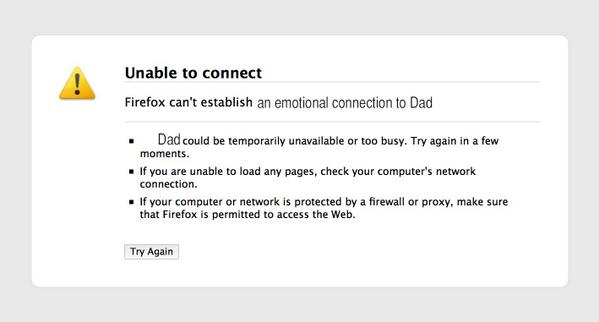 Unable to connect
Firefox can't establish an emotional connection to Dad
Dad could be temporarily unavailable or too busy. Try again in a few
moments.
If you are unable to load any pages, check your computer's network
connection.
If your computer or network is protected by a firewall or proxy, make sure
that Firefox is permitted to access the Web.
Try Again